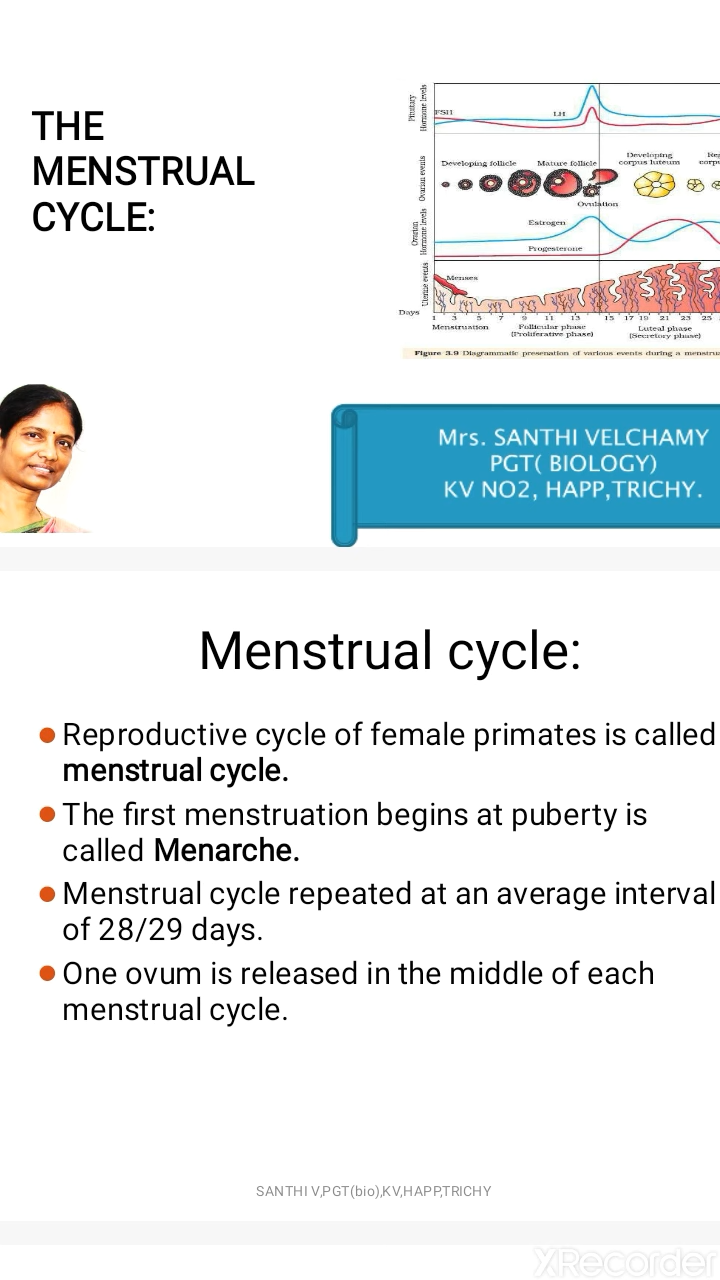 THE
MENSTRUAL
CYCLE:
Pituitary
Hormone levels
FSH
LH
Ovarian events
Developing follicle
Mature follicle
Developing
corpus luteum
Ovulation
Ovarian
Hormone levels
Estrogen
Progesterone
Uterine events
Menses
Days
1 3 5 7 9 11 13 15 17 19 21 23 25
Menstruation
Follicular phase
(Proliferative phase)
Luteal phase
(Secretory phase)
Figure 3.9 Diagrammatic presenation of various events during a
Mrs. SANTHI VELCHAMY
PGT( BIOLOGY)
KV NO2, HAPP,TRICHY.
Menstrual cycle:
Reproductive cycle of female primates is called
menstrual cycle.
The first menstruation begins at puberty is
called Menarche.
Menstrual cycle repeated at an average interval
of 28/29 days.
One ovum is released in the middle of each
menstrual cycle.
SANTHI V,PGT(bio),KV,HAPP,TRICHY
XRecorder